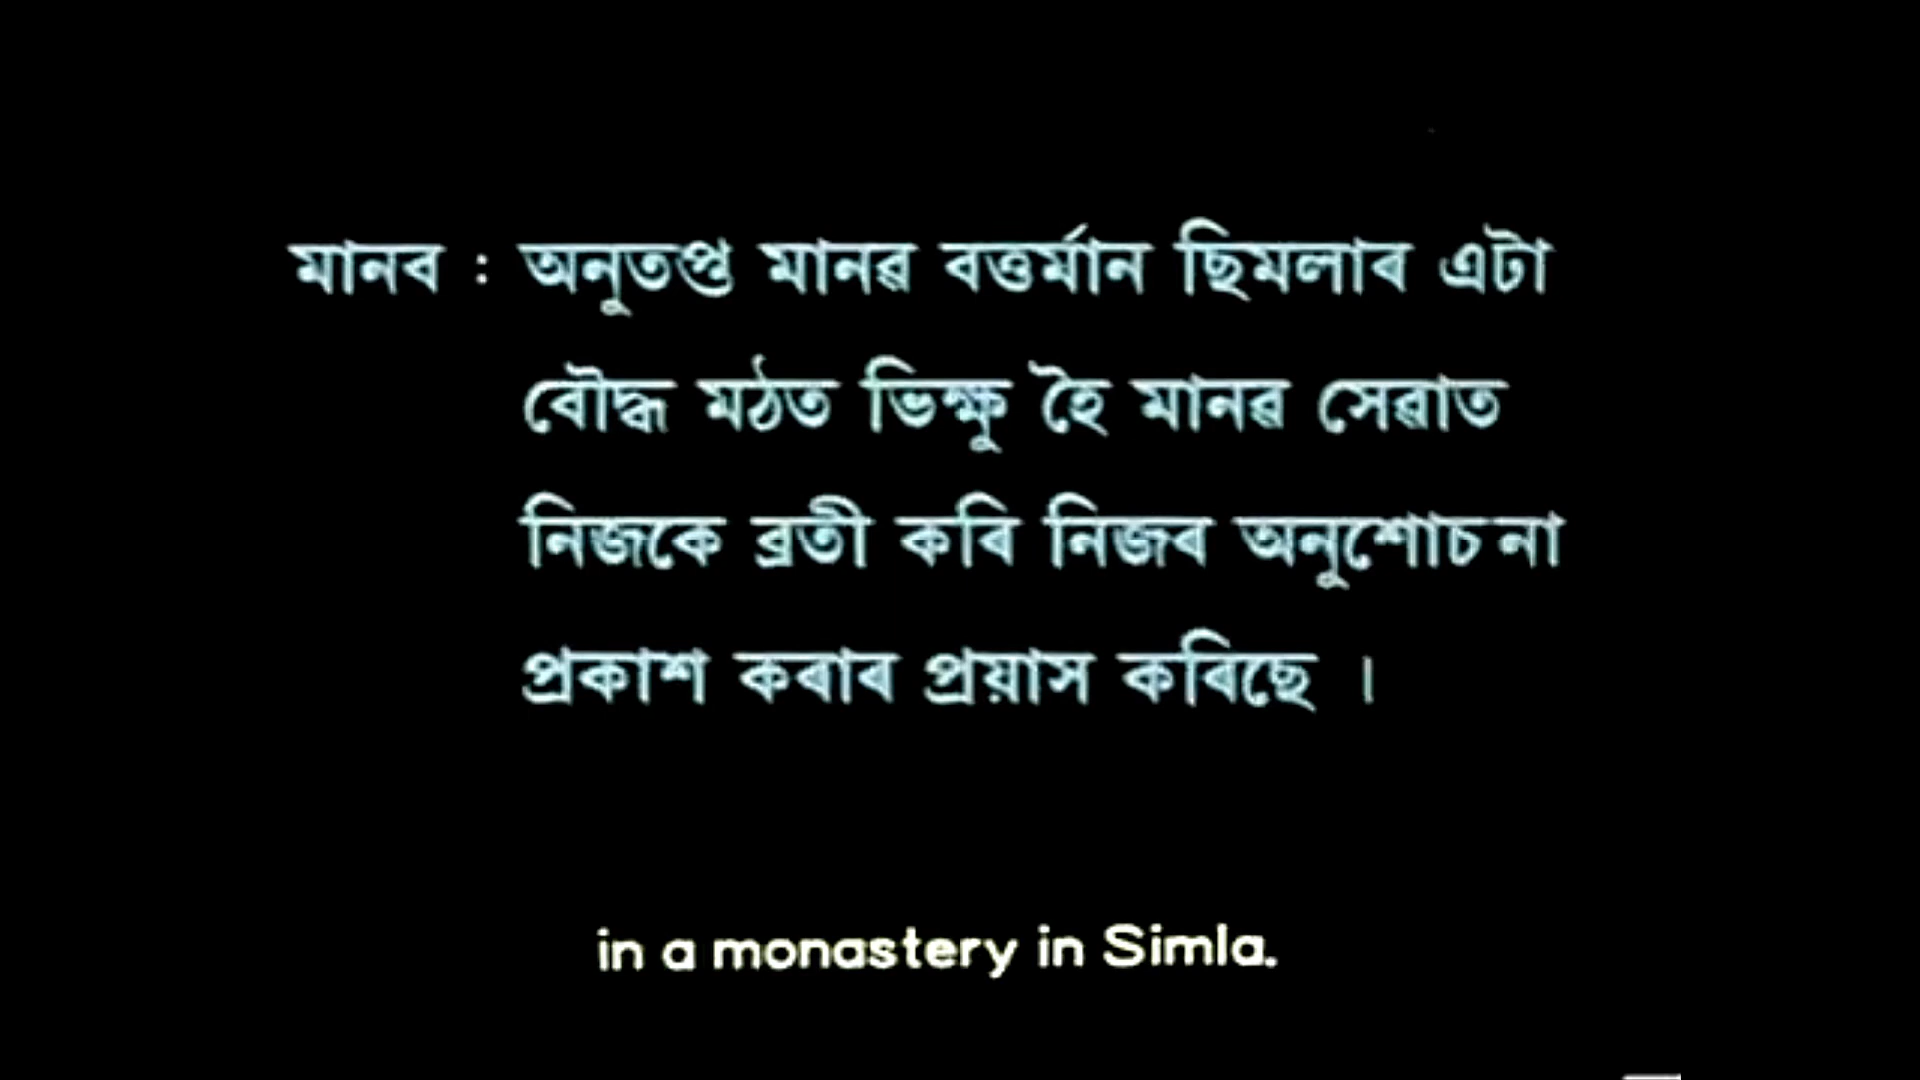 মানব : অনুতপ্ত মানৱ বৰ্ত্তমান ছিমলাৰ এটা
বৌদ্ধ মঠত ভিক্ষু হৈ মানৱ সেৱাত
নিজকে ব্ৰতী কৰি নিজৰ অনুশোচনা
প্ৰকাশ কৰাৰ প্ৰয়াস কৰিছে ।
in a monastery in Simla.